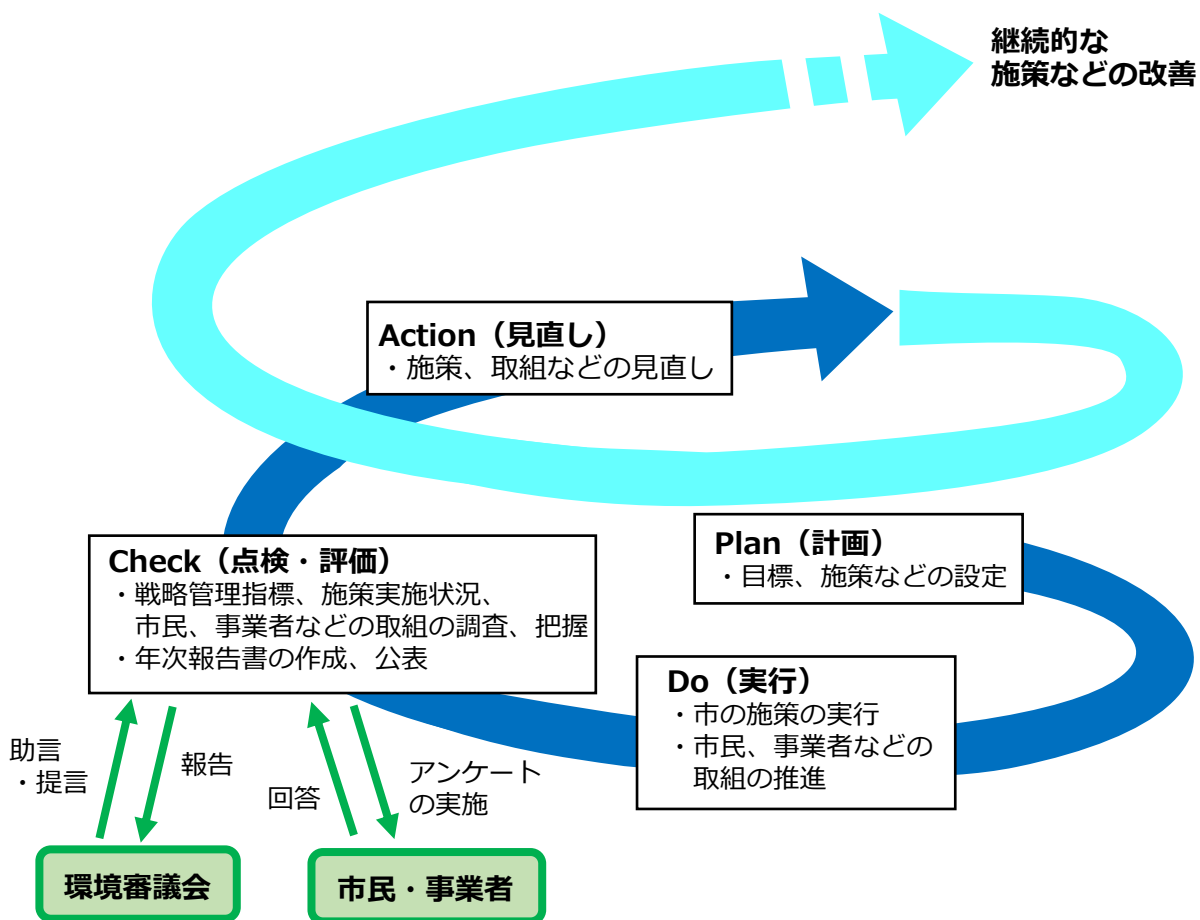 継続的な
施策などの改善
Action（見直し）
・施策、取組などの見直し
Plan（計画）
・目標、施策などの設定
Check（点検・評価）
・戦略管理指標、施策実施状況、
市民、事業者などの取組の調査、把握
・年次報告書の作成、公表
Do（実行）
・市の施策の実行
・市民、事業者などの
取組の推進
助言
・提言
報告
回答
アンケート
の実施
環境審議会
市民・事業者